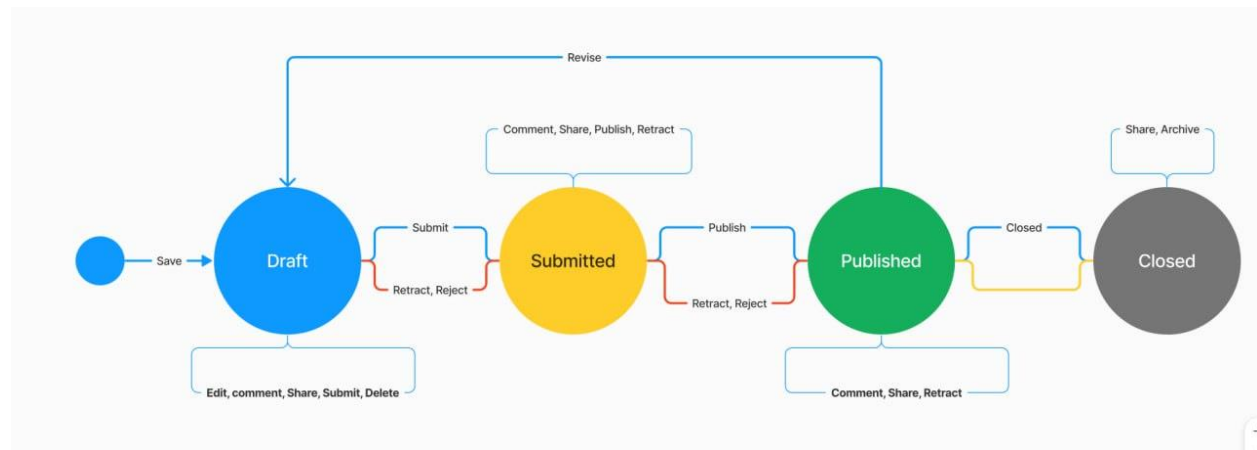 Revise
Comment, Share, Publish, Retract
Share, Archive
Submit
Publish
Closed
Save
Draft
Submitted
Published
Closed
Retract, Reject
Retract, Reject
Edit, comment, Share, Submit, Delete
Comment, Share, Retract